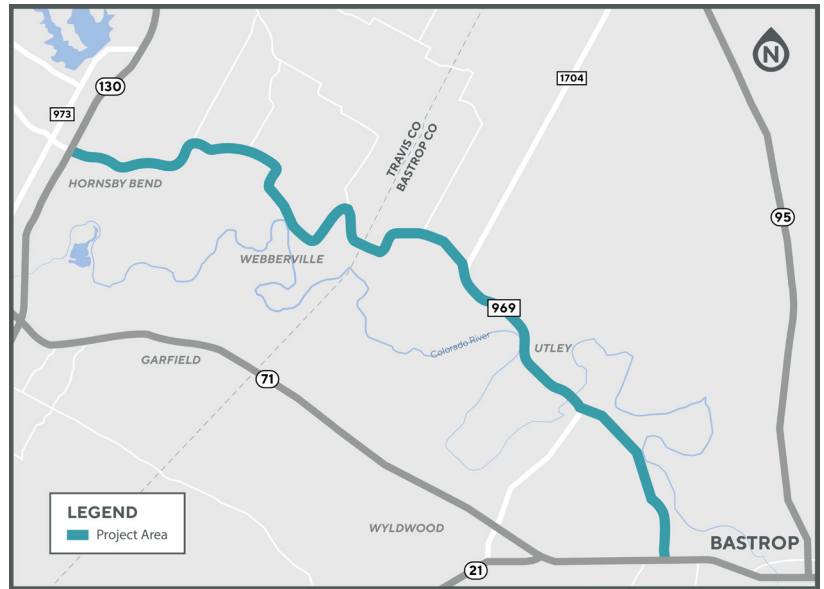 N
130
973
1704
TRAVIS CO
BASTROP CO
HORNSBY BEND
95
WEBBERVILLE
969
Colorado River
UTLEY
GARFIELD
71
LEGEND
Project Area
WYLDWOOD
BASTROP
21